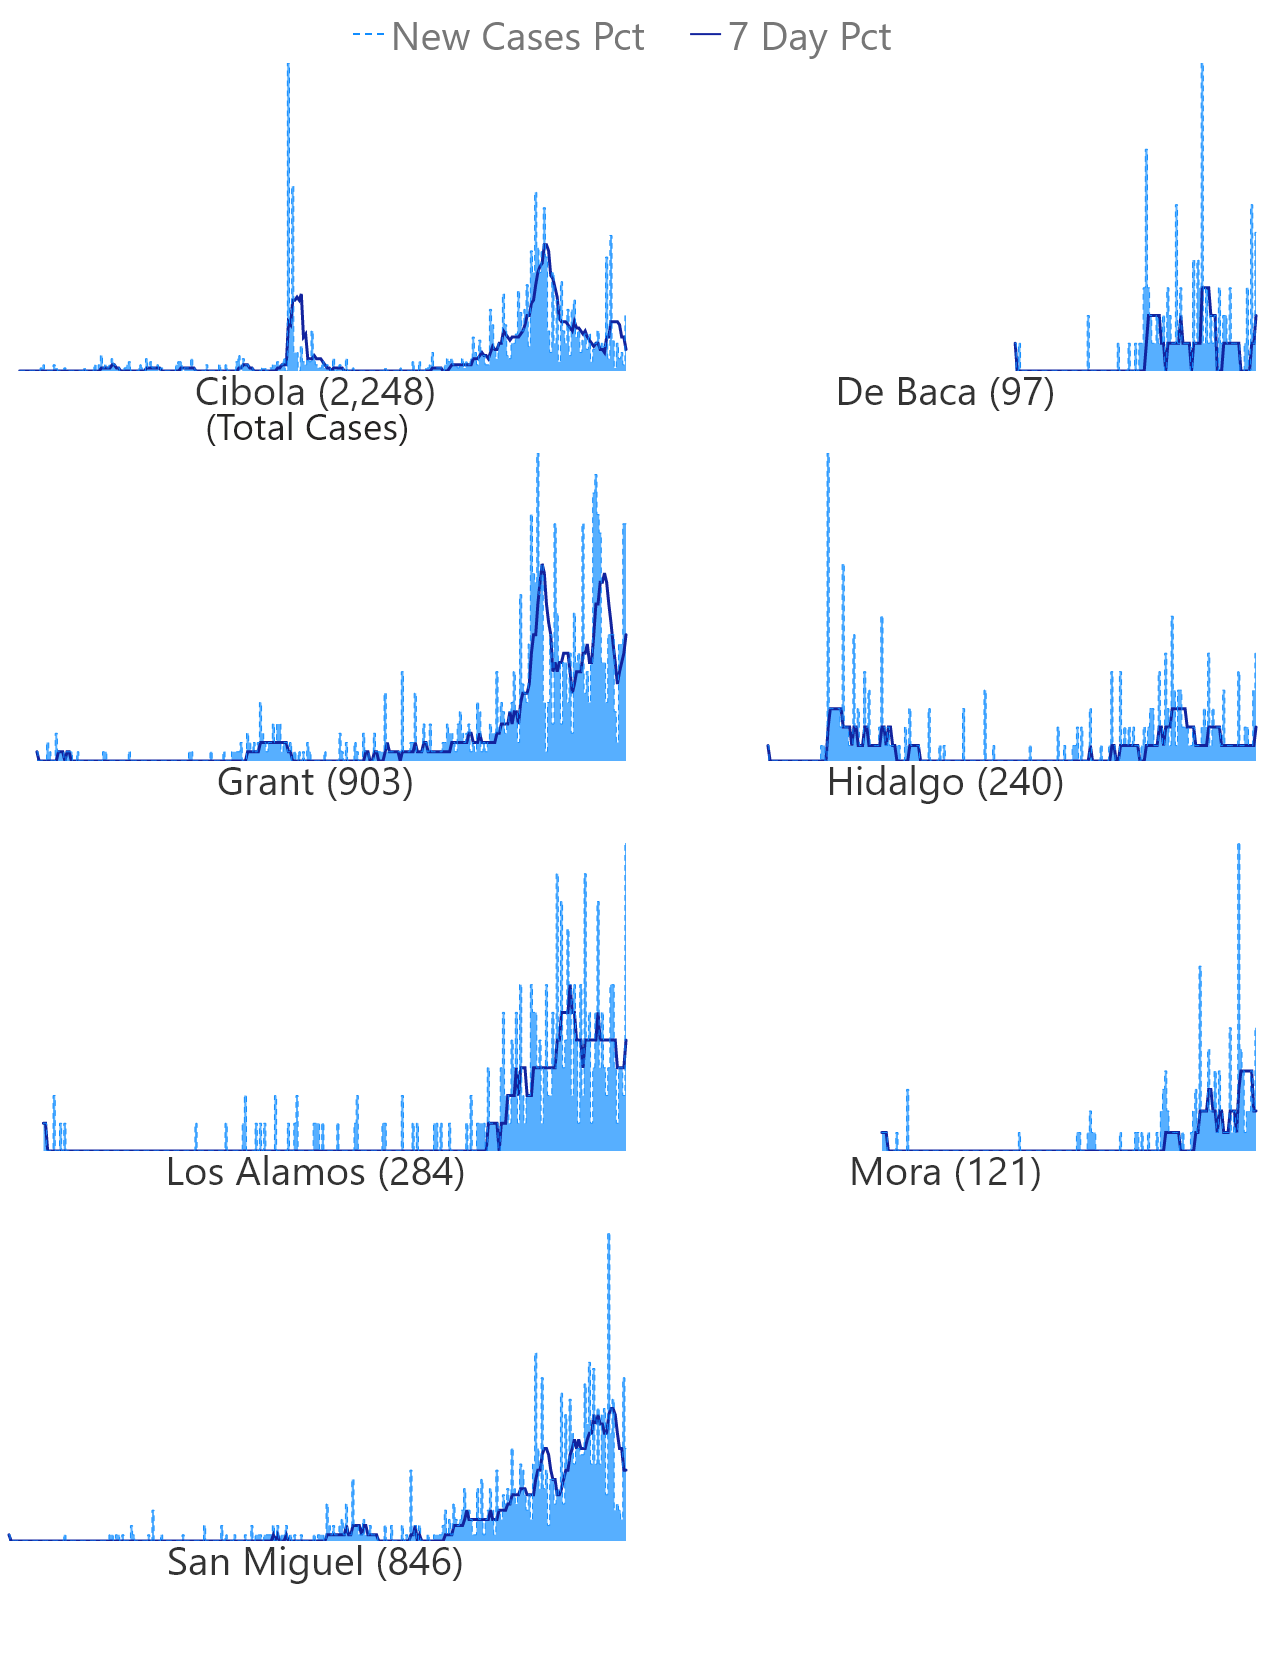 New Cases Pct 7 Day Pct
Cibola (2,248)
(Total Cases)
De Baca (97)
Grant (903)
Hidalgo (240)
Los Alamos (284)
Mora (121)
San Miguel (846)